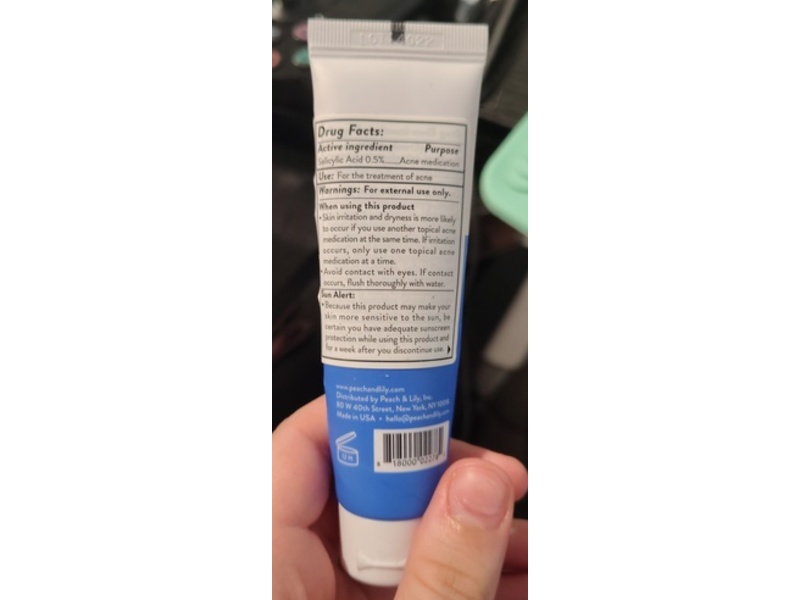 Drug Facts:
Active ingredient Purpose
Salicylic Acid 0.5%.....Acne medication
Use: For the treatment of acne
Warnings: For external use only.
When using this product
• Skin irritation and dryness is more likely
to occur if you use another topical acne
medication at the same time. If irritation
occurs, only use one topical acne
medication at a time.
• Avoid contact with eyes. If contact
occurs, flush thoroughly with water.
Sun Alert:
• Because this product may make your
skin more sensitive to the sun, be
certain you have adequate sunscreen
protection while using this product and
for a week after you discontinue use.
www.peachandlily.com
Distributed by Peach & Lily, Inc.
80 W 40th Street, New York, NY
Made in USA • hello@peachandlily.com
12 M
18000